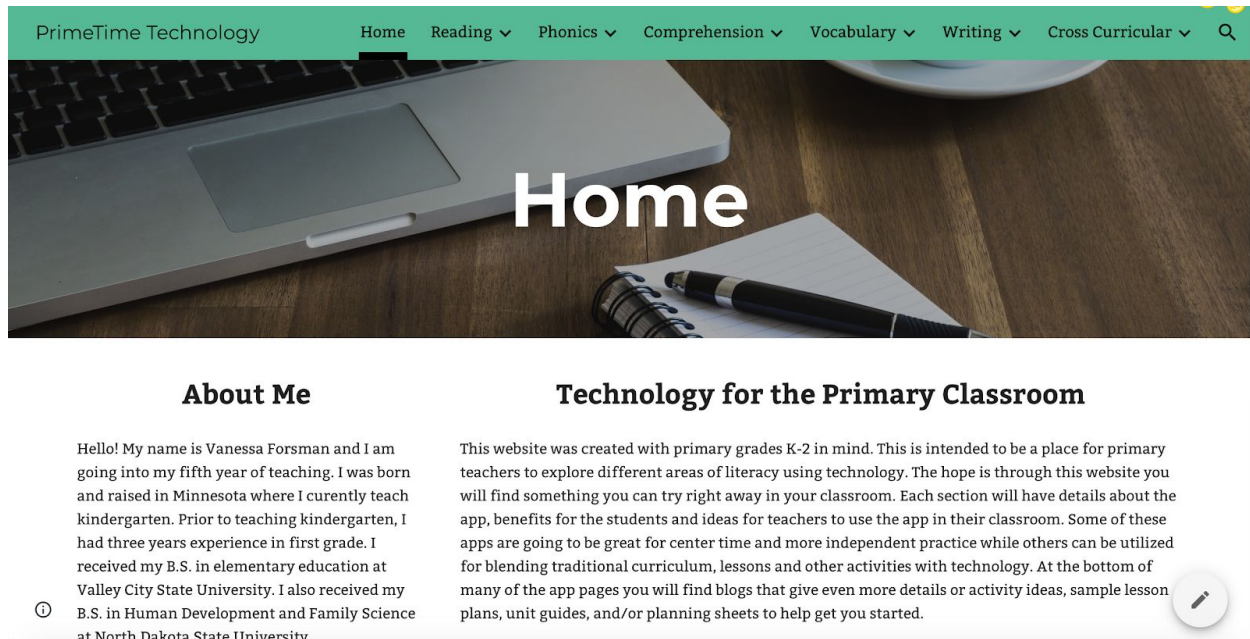 PrimeTime Technology
Home Reading Phonics Comprehension Vocabulary Writing Cross Curricular
Home
About Me
Hello! My name is Vanessa Forsman and I am
going into my fifth year of teaching. I was born
and raised in Minnesota where I curently teach
kindergarten. Prior to teaching kindergarten, I
had three years experience in first grade. I
received my B.S. in elementary education at
Valley City State University. I also received my
B.S. in Human Development and Family Science
at North Dakota State University
Technology for the Primary Classroom
This website was created with primary grades K-2 in mind. This is intended to be a place for primary
teachers to explore different areas of literacy using technology. The hope is through this website you
will find something you can try right away in your classroom. Each section will have details about the
app, benefits for the students and ideas for teachers to use the app in their classroom. Some of these
apps are going to be great for center time and more independent practice while others can be utilized
for blending traditional curriculum, lessons and other activities with technology. At the bottom of
many of the app pages you will find blogs that give even more details or activity ideas, sample lesson
plans, unit guides, and/or planning sheets to help get you started.